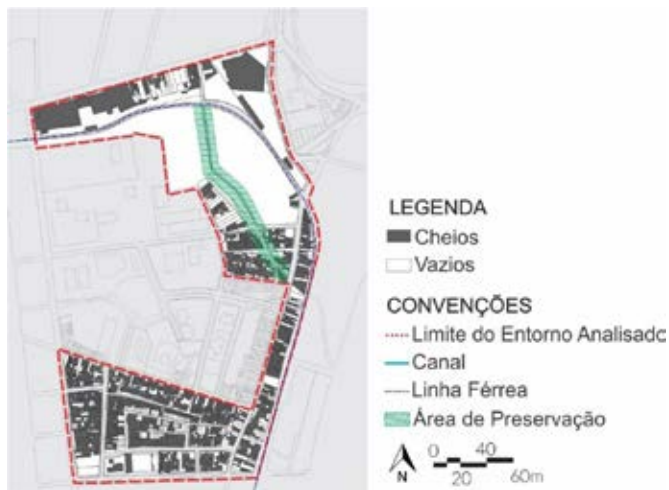 LEGENDA
Cheios
Vazios
CONVENÇÕES
Limite do Entorno Analisado
Canal
Linha Férrea
Área de Preservação
0 40
20 60m
N